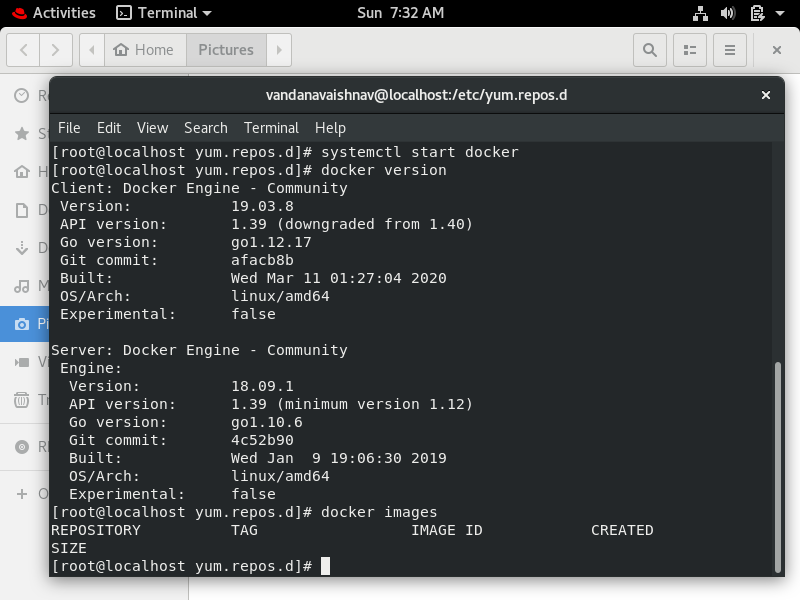 Activities Terminal Sun 7:32 AM
Home Pictures
vandanavaishnav@localhost:/etc/yum.repos.d
File Edit View Search Terminal Help
[root@localhost yum.repos.d]# systemctl start docker
[root@localhost yum.repos.d]# docker version
Client: Docker Engine - Community
Version: 19.03.8
API version: 1.39 (downgraded from 1.40)
Go version: go1.12.17
Git commit: afacb8b
Built: Wed Mar 11 01:27:04 2020
OS/Arch: linux/amd64
Experimental: false
Server: Docker Engine - Community
Engine:
Version: 18.09.1
API version: 1.39 (minimum version 1.12)
Go version: go1.10.6
Git commit: 4c52b90
Built: Wed Jan  9 19:06:30 2019
OS/Arch: linux/amd64
Experimental: false
[root@localhost yum.repos.d]# docker images
REPOSITORY TAG IMAGE ID CREATED
SIZE
[root@localhost yum.repos.d]#